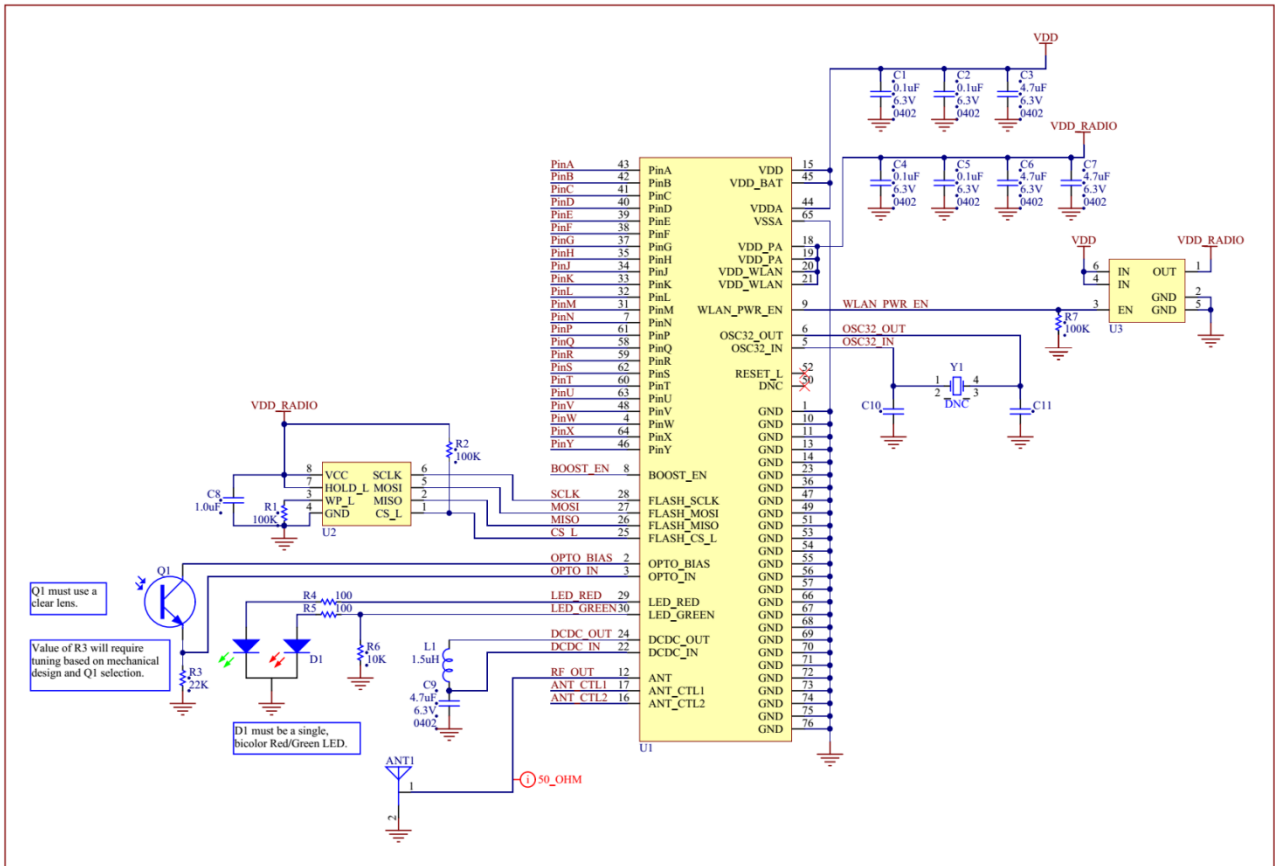 VDD
C1
0.1uF
6.3V
0402
C2
0.1uF
6.3V
0402
C3
4.7uF
6.3V
0402
VDD_RADIO
C4
0.1uF
6.3V
0402
C5
0.1uF
6.3V
0402
C6
4.7uF
6.3V
0402
C7
4.7uF
6.3V
0402
PinA 43 PinA
PinB 42 PinB
PinC 41 PinC
PinD 40 PinD
PinE 39 PinE
PinF 38 PinF
PinG 37 PinG
PinH 35 PinH
PinJ 34 PinJ
PinK 33 PinK
PinL 32 PinL
PinM 31 PinM
PinN 7 PinN
PinP 61 PinP
PinQ 58 PinQ
PinR 59 PinR
PinS 62 PinS
PinT 60 PinT
PinU 63 PinU
PinV 48 PinV
PinW 4 PinW
PinX 64 PinX
PinY 46 PinY
BOOST_EN 8 BOOST_EN
SCLK 28 FLASH_SCLK
MOSI 27 FLASH_MOSI
MISO 26 FLASH_MISO
CS_L 25 FLASH_CS_L
OPTO_BIAS 2 OPTO_BIAS
OPTO_IN 3 OPTO_IN
LED_RED 29 LED_RED
LED_GREEN 30 LED_GREEN
DCDC_OUT 24 DCDC_OUT
DCDC_IN 22 DCDC_IN
RF_OUT 12 ANT
ANT_CTL1 17 ANT_CTL1
ANT_CTL2 16 ANT_CTL2
VDD 15
VDD_BAT 45
VDDA 44
VSSA 65
VDD_PA 18
VDD_PA 19
VDD_WLAN 20
VDD_WLAN 21
WLAN_PWR_EN 9 WLAN_PWR_EN
OSC32_OUT 6 OSC32_OUT
OSC32_IN 5 OSC32_IN
RESET_L 52
DNC 50
GND 1
GND 10
GND 11
GND 13
GND 14
GND 23
GND 36
GND 47
GND 49
GND 51
GND 53
GND 54
GND 55
GND 56
GND 57
GND 66
GND 67
GND 68
GND 69
GND 70
GND 71
GND 72
GND 73
GND 74
GND 75
GND 76
U1
VDD
VDD_RADIO
6 IN OUT 1
4 IN
GND 2
3 EN GND 5
U3
R7
100K
Y1
1 4
2 3
DNC
C10
C11
VDD_RADIO
R2
100K
8 VCC SCLK 6
7 HOLD_L MOSI 5
3 WP_L MISO 2
4 GND CS_L 1
U2
C8
1.0uF
R1
100K
Q1
Q1 must use a
clear lens.
Value of R3 will require
tuning based on mechanical
design and Q1 selection.
R3
22K
R4 100
R5 100
D1
R6
10K
D1 must be a single,
bicolor Red/Green LED.
L1
1.5uH
C9
4.7uF
6.3V
0402
ANT1
1
2
i 50_OHM